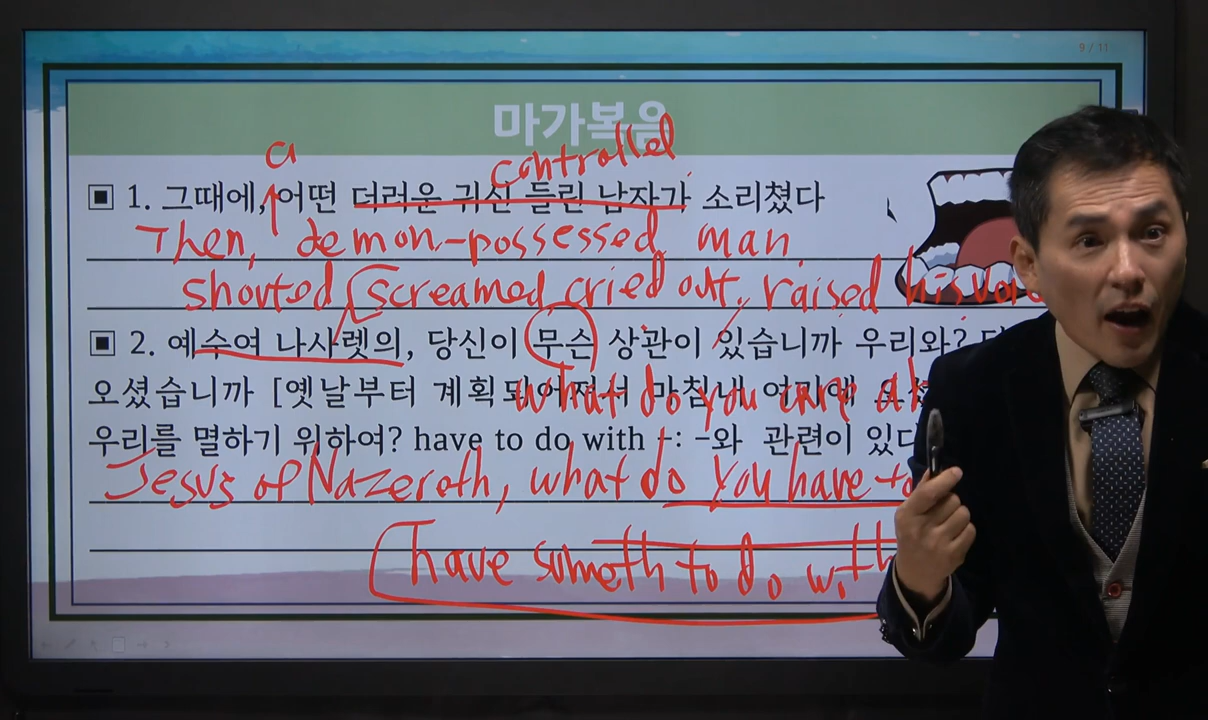 9 / 11
마가복음
a
controlled
1. 그때에, 어떤 더러운 귀신 들린 남자가 소리쳤다
Then, demon-possessed man
shouted screamed cried out, raised his
2. 예수여 나사렛의, 당신이 무슨 상관이 있습니까 우리와?
오셨습니까 [옛날부터 계획되어져서 마침내 여기에
what do you care
우리를 멸하기 위하여? have to do with -: -와 관련이 있다
Jesus of Nazereth, what do you have to
have someth to do with